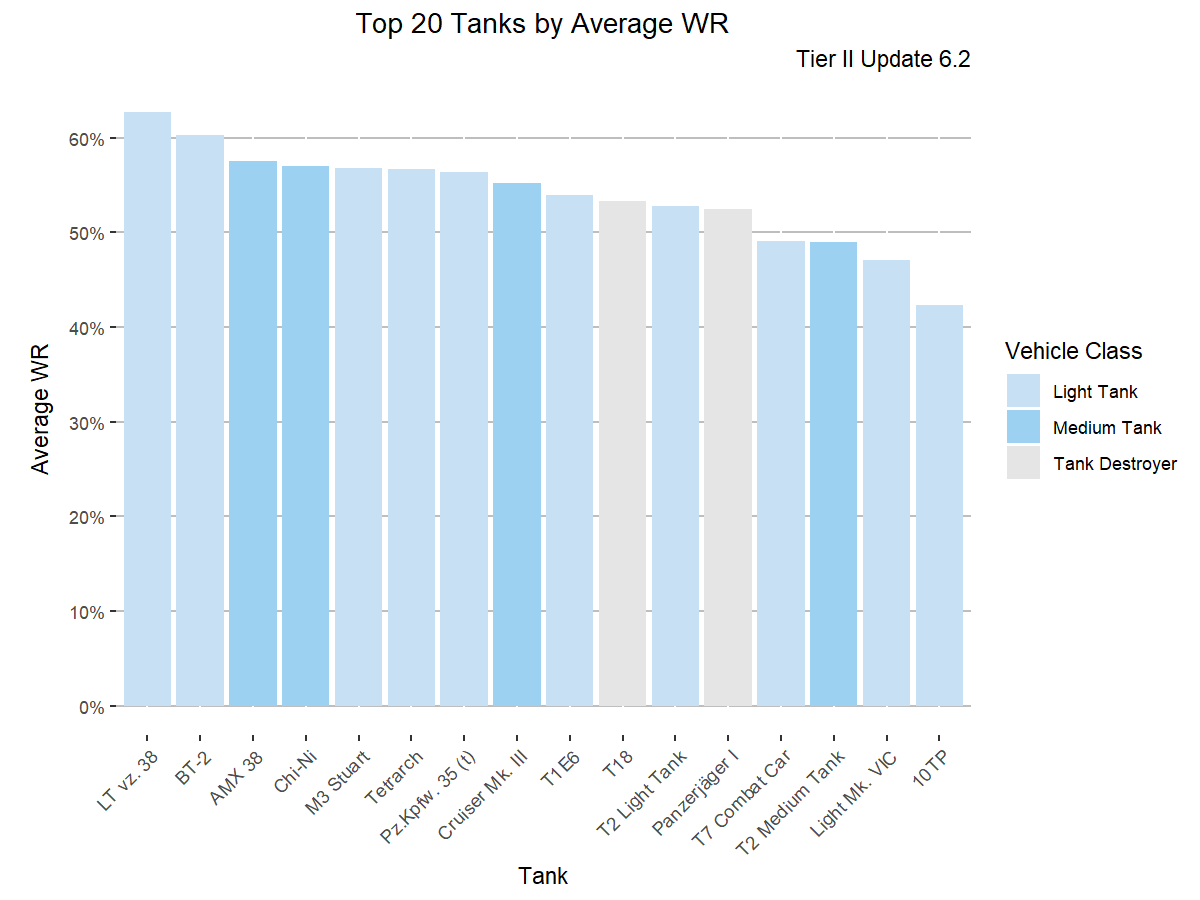 Top 20 Tanks by Average WR
Tier II Update 6.2
60%
50%
40%
30%
20%
10%
0%
Average WR
LT vz. 38
BT-2
AMX 38
Chi-Ni
M3 Stuart
Tetrarch
Pz.Kpfw. 35 (t)
Cruiser Mk. III
T1E6
T18
T2 Light Tank
Panzerjäger I
T7 Combat Car
T2 Medium Tank
Light Mk. VIC
10TP
Tank
Vehicle Class
Light Tank
Medium Tank
Tank Destroyer